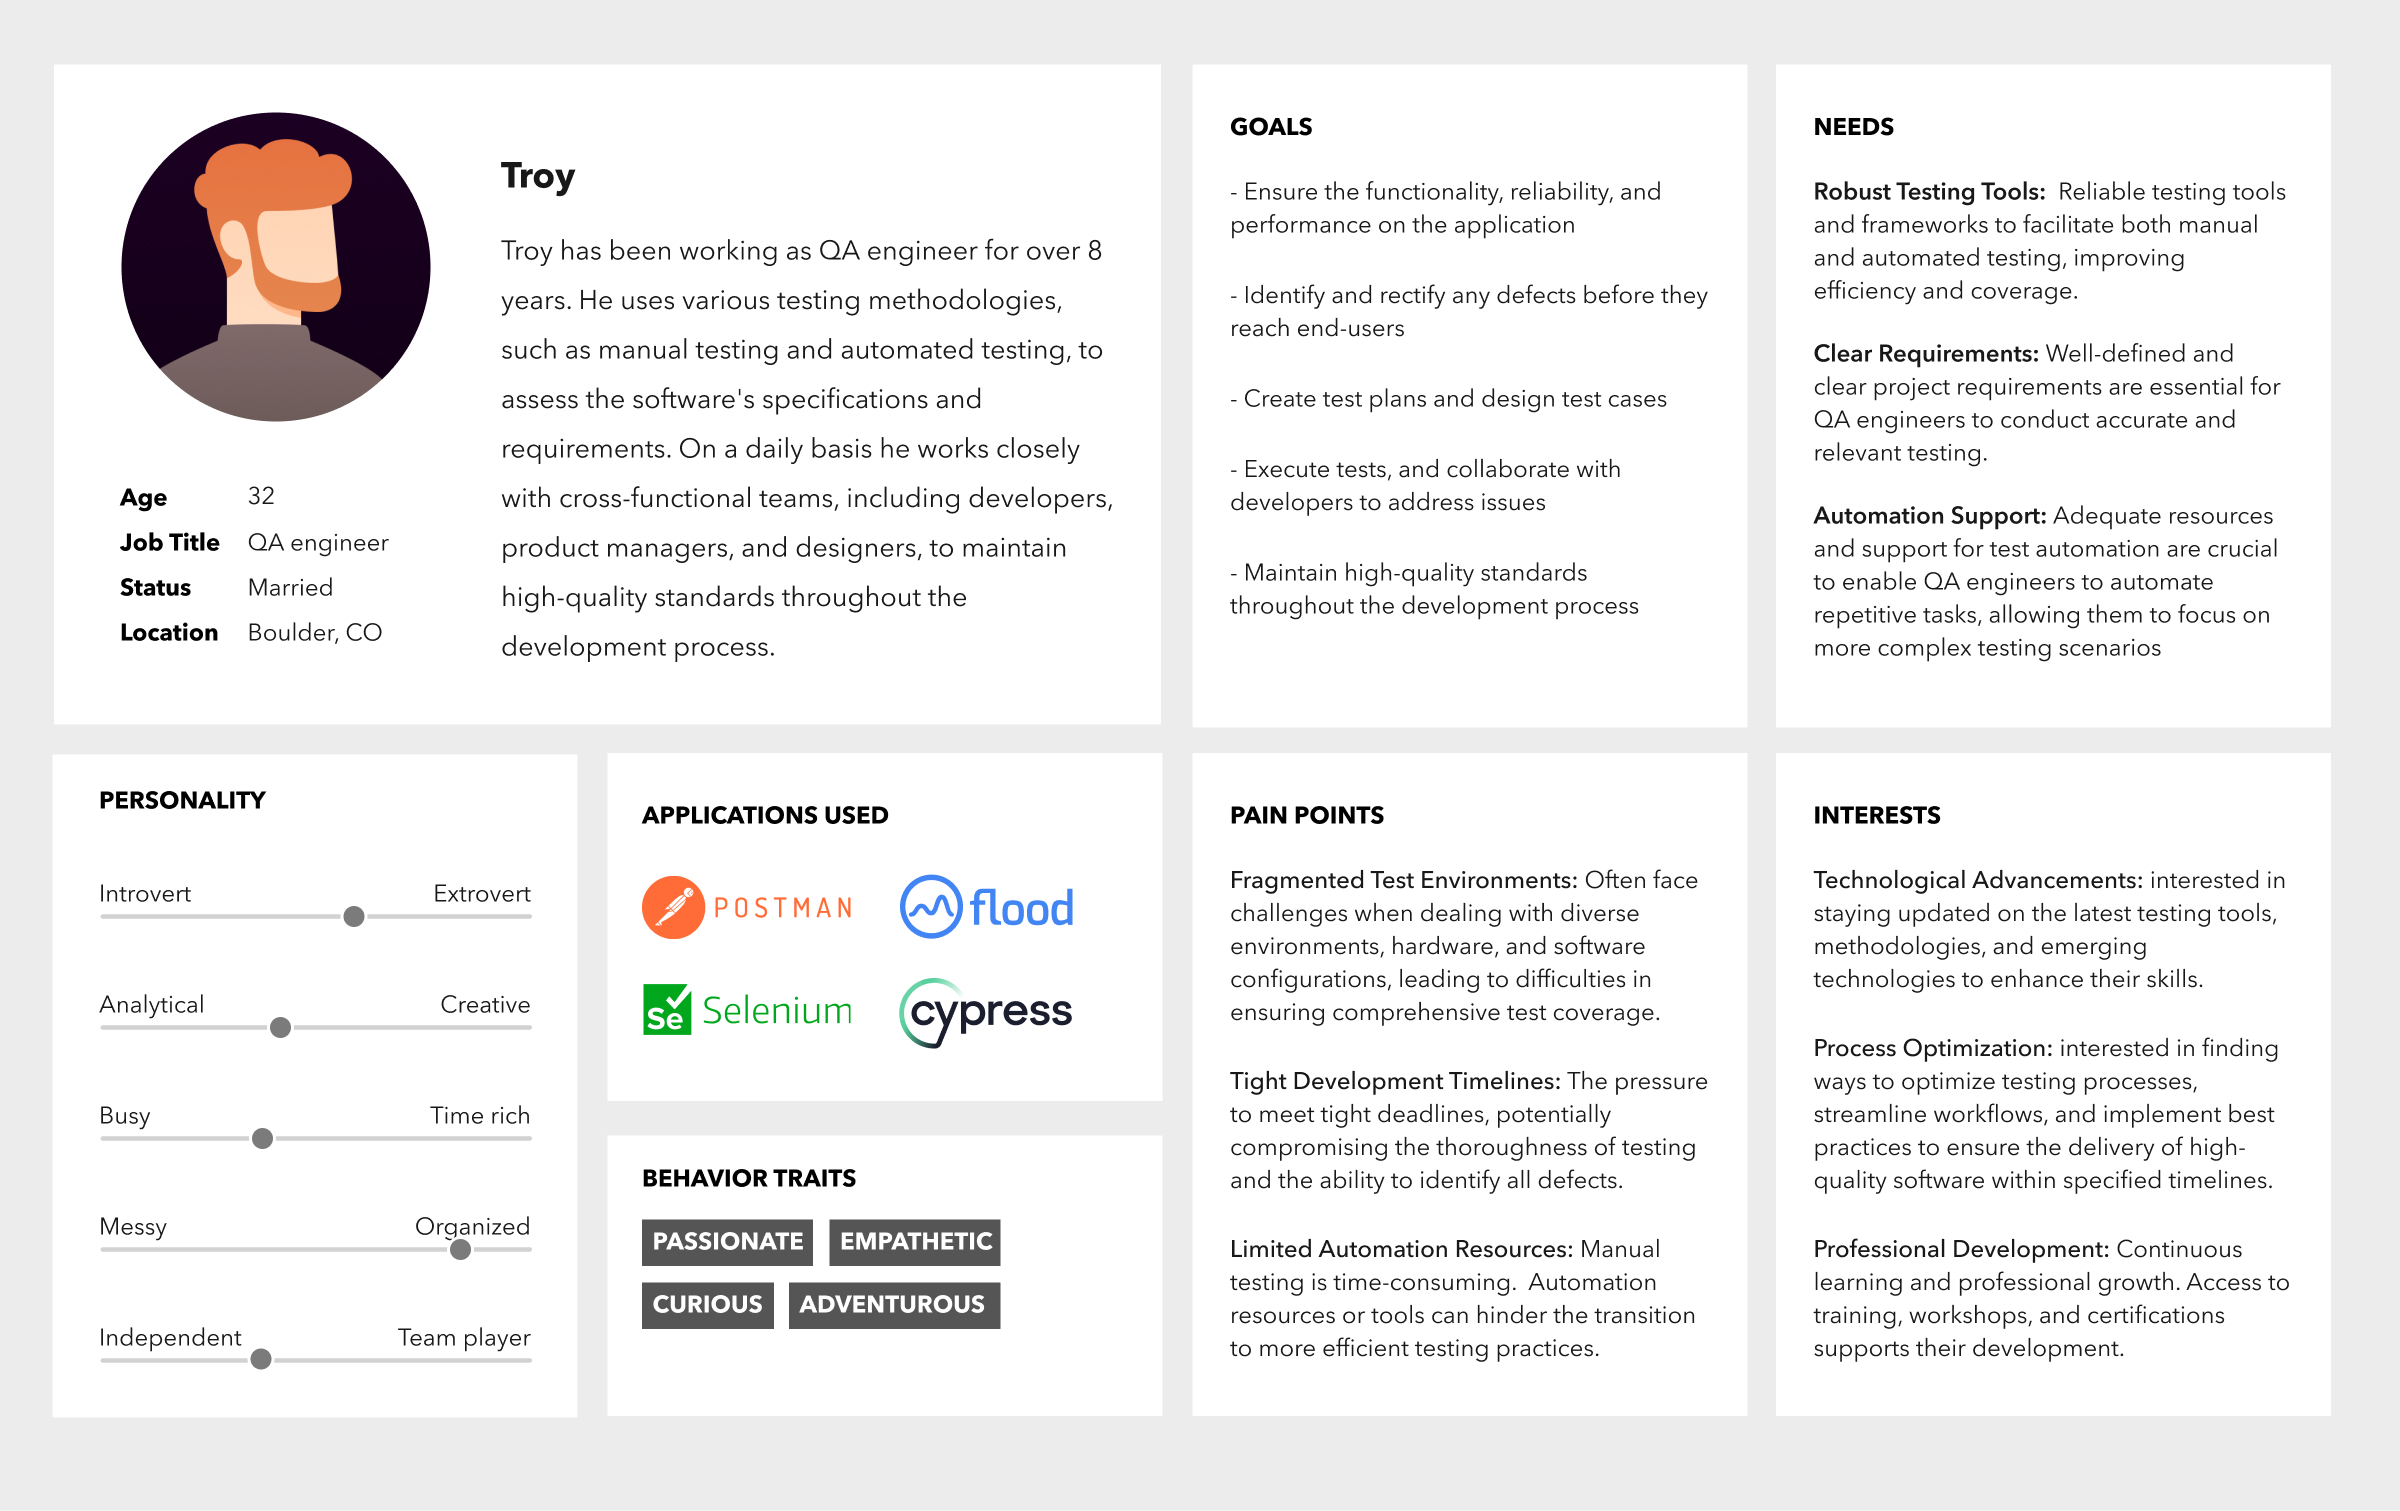 Troy
Troy has been working as QA engineer for over 8
years. He uses various testing methodologies,
such as manual testing and automated testing, to
assess the software's specifications and
requirements. On a daily basis he works closely
with cross-functional teams, including developers,
product managers, and designers, to maintain
high-quality standards throughout the
development process.
Age 32
Job Title QA engineer
Status Married
Location Boulder, CO
GOALS
- Ensure the functionality, reliability, and
performance on the application
- Identify and rectify any defects before they
reach end-users
- Create test plans and design test cases
- Execute tests, and collaborate with
developers to address issues
- Maintain high-quality standards
throughout the development process
NEEDS
Robust Testing Tools: Reliable testing tools
and frameworks to facilitate both manual
and automated testing, improving
efficiency and coverage.
Clear Requirements: Well-defined and
clear project requirements are essential for
QA engineers to conduct accurate and
relevant testing.
Automation Support: Adequate resources
and support for test automation are crucial
to enable QA engineers to automate
repetitive tasks, allowing them to focus on
more complex testing scenarios
PERSONALITY
Introvert Extrovert
Analytical Creative
Busy Time rich
Messy Organized
Independent Team player
APPLICATIONS USED
POSTMAN
flood
Se Selenium
cypress
BEHAVIOR TRAITS
PASSIONATE EMPATHETIC
CURIOUS ADVENTUROUS
PAIN POINTS
Fragmented Test Environments: Often face
challenges when dealing with diverse
environments, hardware, and software
configurations, leading to difficulties in
ensuring comprehensive test coverage.
Tight Development Timelines: The pressure
to meet tight deadlines, potentially
compromising the thoroughness of testing
and the ability to identify all defects.
Limited Automation Resources: Manual
testing is time-consuming. Automation
resources or tools can hinder the transition
to more efficient testing practices.
INTERESTS
Technological Advancements: interested in
staying updated on the latest testing tools,
methodologies, and emerging
technologies to enhance their skills.
Process Optimization: interested in finding
ways to optimize testing processes,
streamline workflows, and implement best
practices to ensure the delivery of high-
quality software within specified timelines.
Professional Development: Continuous
learning and professional growth. Access to
training, workshops, and certifications
supports their development.